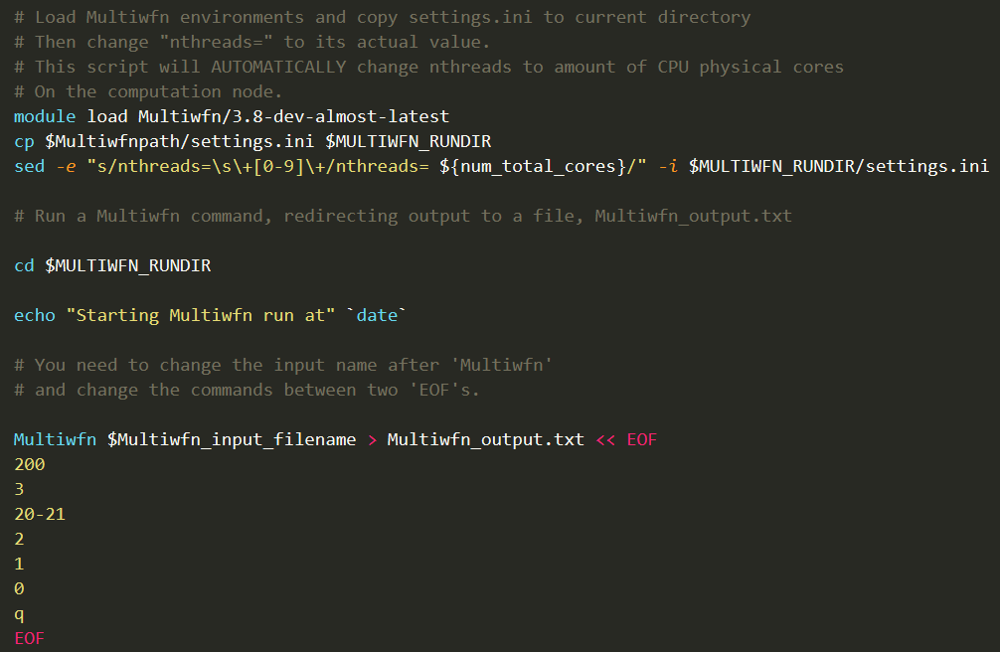 # Load Multiwfn environments and copy settings.ini to current directory
# Then change "nthreads=" to its actual value.
# This script will AUTOMATICALLY change nthreads to amount of CPU physical cores
# On the computation node.
module load Multiwfn/3.8-dev-almost-latest
cp $Multiwfnpath/settings.ini $MULTIWFN_RUNDIR
sed -e "s/nthreads=\s\+[0-9]\+/nthreads= ${num_total_cores}/" -i $MULTIWFN_RUNDIR/settings.ini
# Run a Multiwfn command, redirecting output to a file, Multiwfn_output.txt
cd $MULTIWFN_RUNDIR
echo "Starting Multiwfn run at" `date`
# You need to change the input name after 'Multiwfn'
# and change the commands between two 'EOF's.
Multiwfn $Multiwfn_input_filename > Multiwfn_output.txt << EOF
200
3
20-21
2
1
0
q
EOF